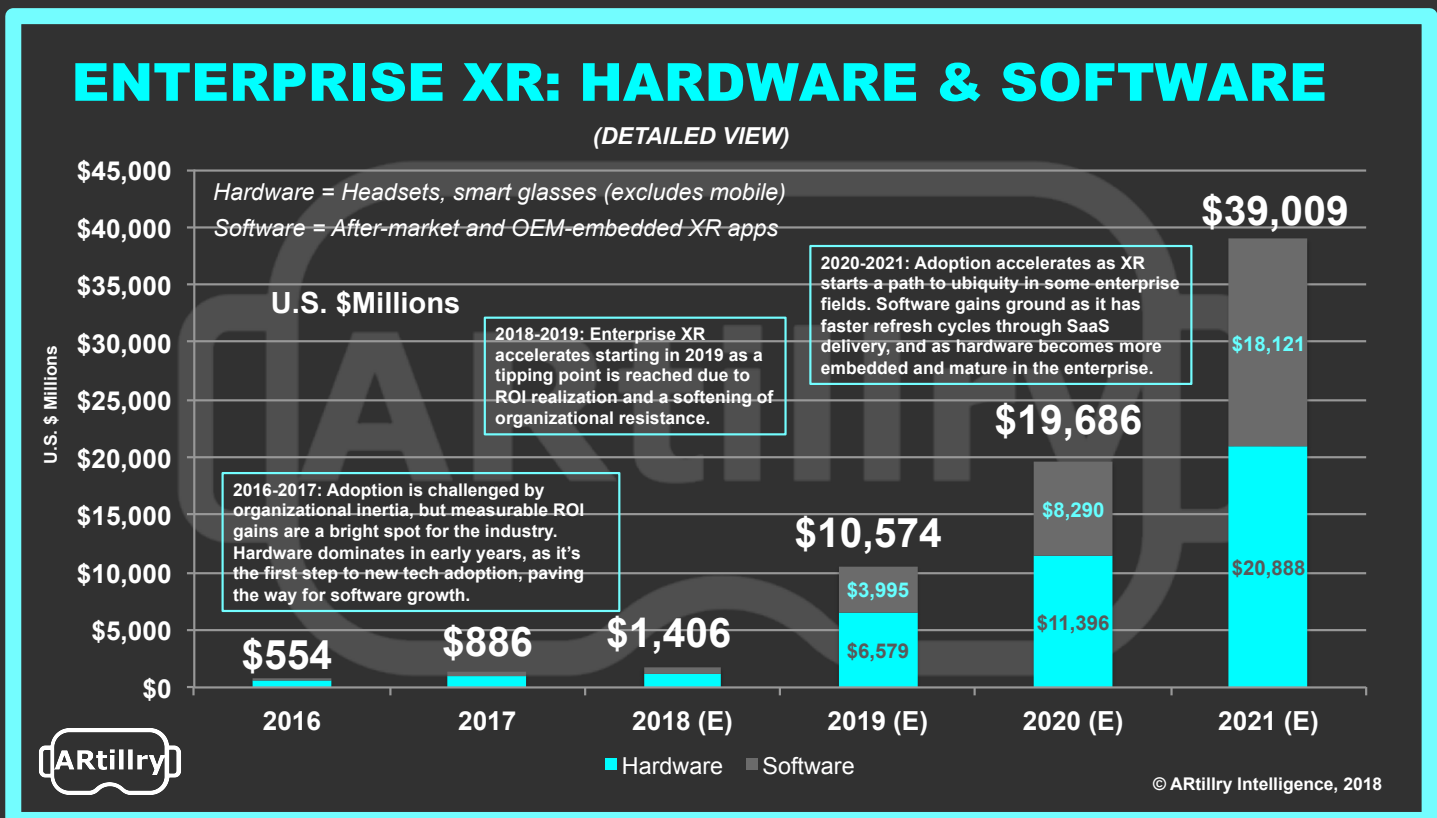 ENTERPRISE XR: HARDWARE & SOFTWARE
(DETAILED VIEW)
Hardware = Headsets, smart glasses (excludes mobile)
Software = After-market and OEM-embedded XR apps
U.S. $Millions
U.S. $ Millions
$45,000
$40,000
$35,000
$30,000
$25,000
$20,000
$15,000
$10,000
$5,000
$0
2016-2017: Adoption is challenged by
organizational inertia, but measurable ROI
gains are a bright spot for the industry.
Hardware dominates in early years, as it's
the first step to new tech adoption, paving
the way for software growth.
2018-2019: Enterprise XR
accelerates starting in 2019 as a
tipping point is reached due to
ROI realization and a softening of
organizational resistance.
2020-2021: Adoption accelerates as XR
starts a path to ubiquity in some enterprise
fields. Software gains ground as it has
faster refresh cycles through SaaS
delivery, and as hardware becomes more
embedded and mature in the enterprise.
$554
$886
$1,406
$10,574
$3,995
$6,579
$19,686
$8,290
$11,396
$39,009
$18,121
$20,888
2016
2017
2018 (E)
2019 (E)
2020 (E)
2021 (E)
Hardware
Software
ARtillry
ARtillry
© ARtillry Intelligence, 2018